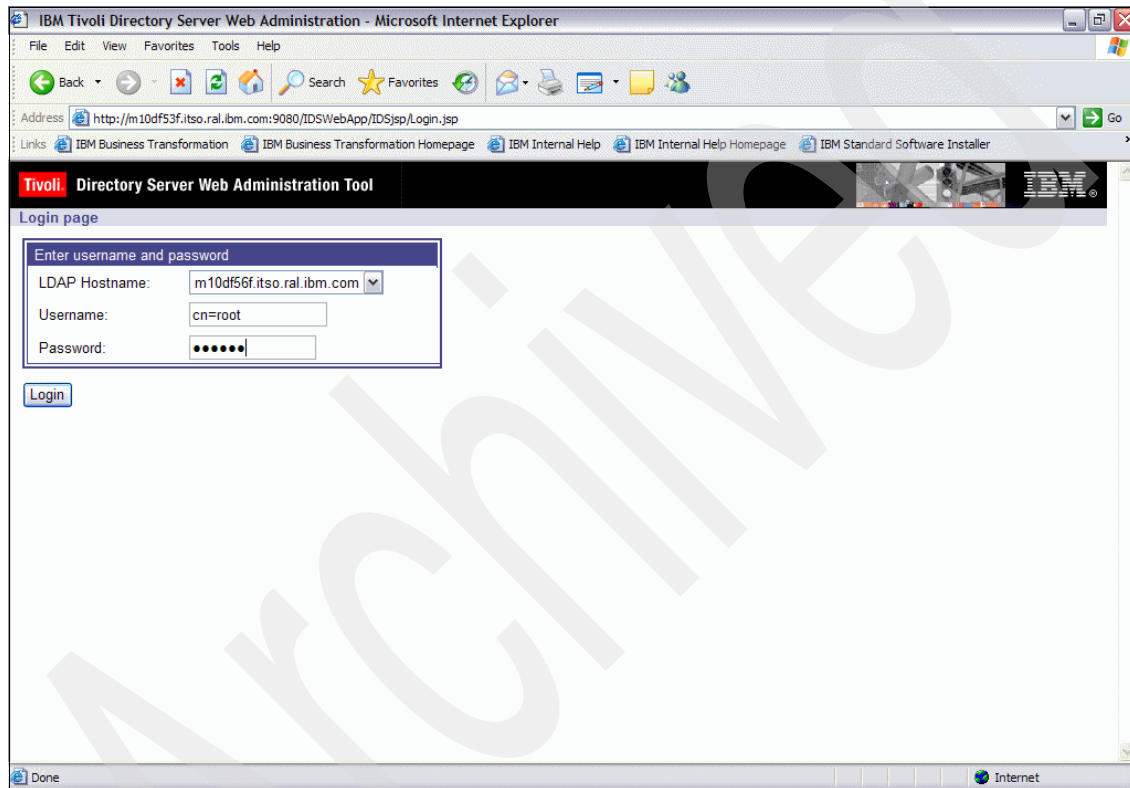 IBM Tivoli Directory Server Web Administration - Microsoft Internet Explorer
File Edit View Favorites Tools Help
Back Search Favorites
Address http://m10df53f.itso.ral.ibm.com:9080/IDSWebApp/IDSjsp/Login.jsp Go
Links IBM Business Transformation IBM Business Transformation Homepage IBM Internal Help IBM Internal Help Homepage IBM Standard Software Installer »
Tivoli. Directory Server Web Administration Tool IBM®
Login page
Enter username and password
LDAP Hostname: m10df56f.itso.ral.ibm.com
Username: cn=root
Password: ●●●●●●
Login
Archived
Done Internet